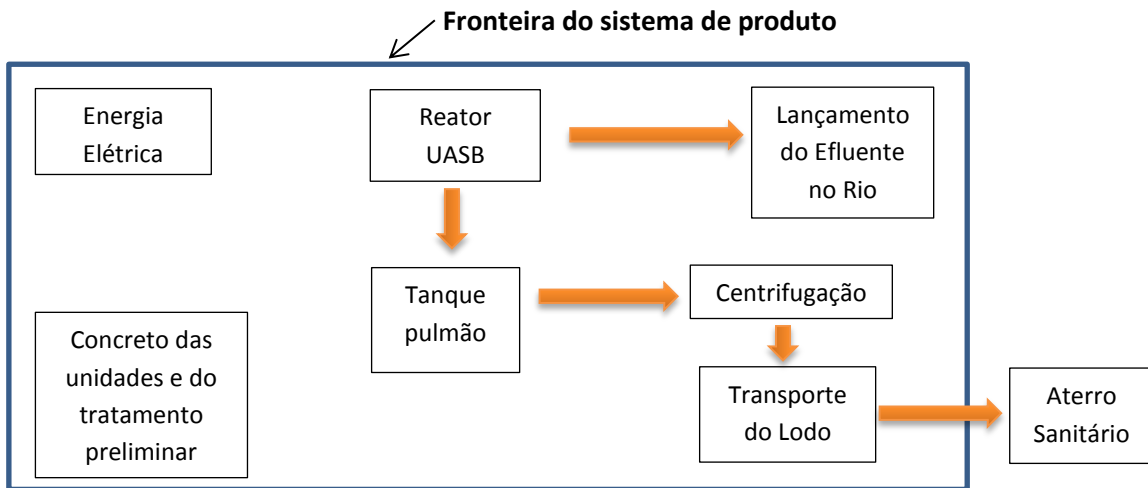 Fronteira do sistema de produto
Energia
Elétrica
Reator
UASB
Lançamento
do Efluente
no Rio
Tanque
pulmão
Centrifugação
Concreto das
unidades e do
tratamento
preliminar
Transporte
do Lodo
Aterro
Sanitário